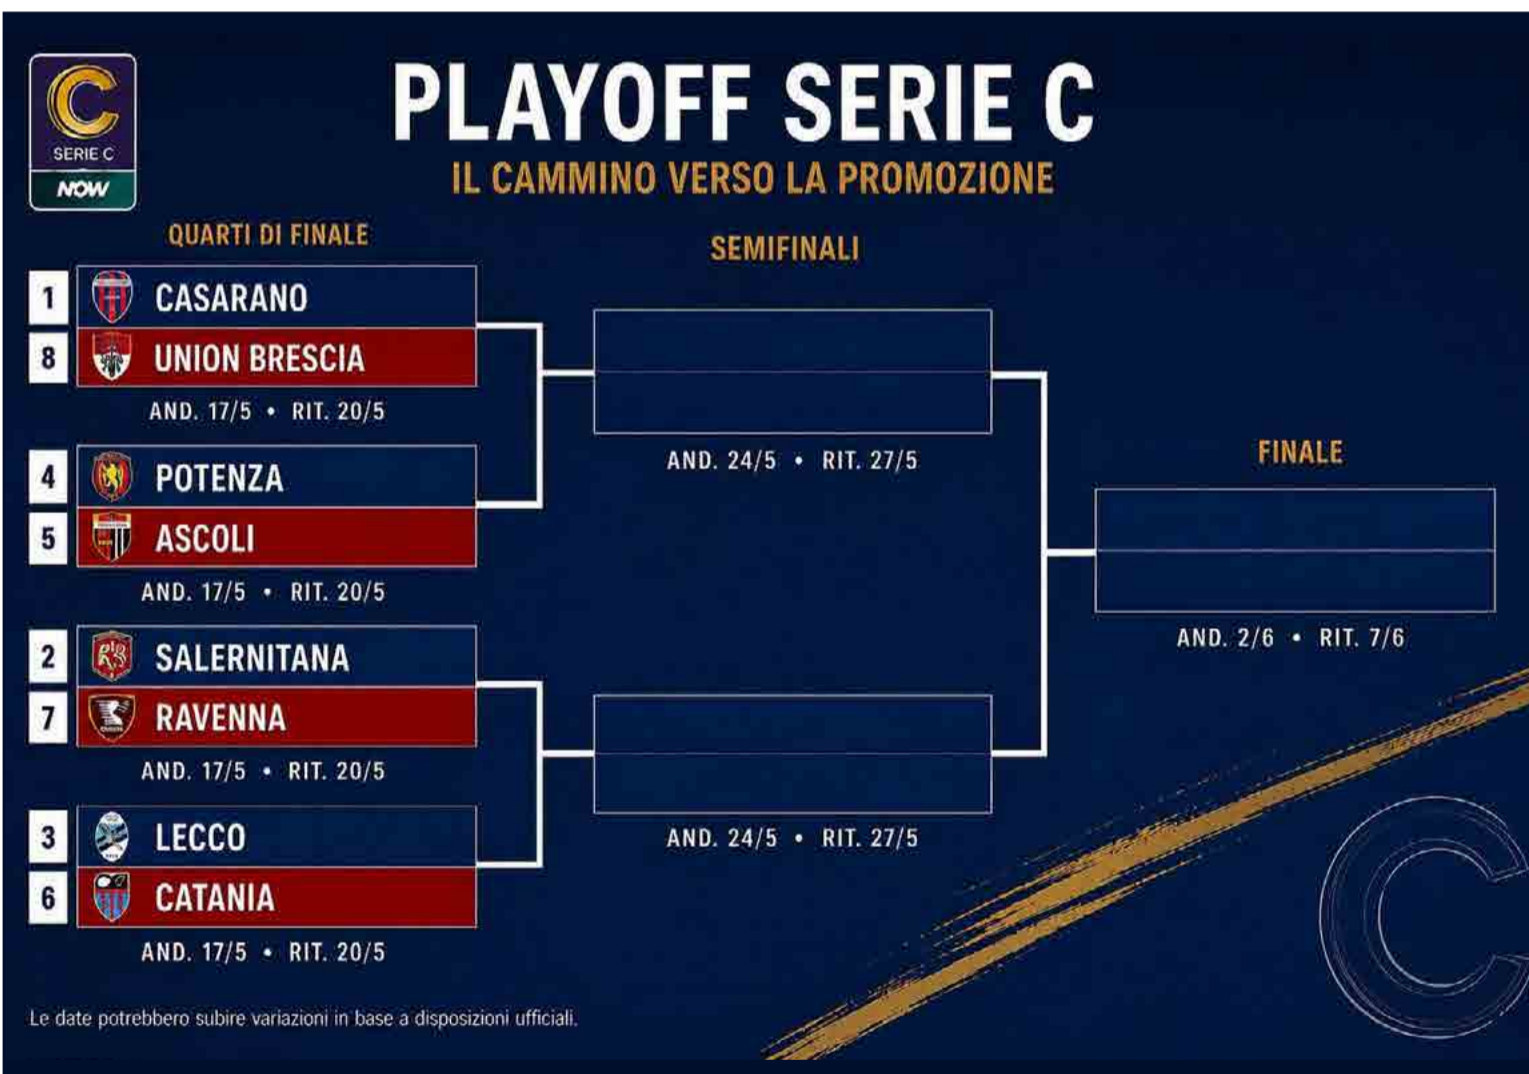 C
SERIE C
NOW
PLAYOFF SERIE C
IL CAMMINO VERSO LA PROMOZIONE
QUARTI DI FINALE
1 CASARANO
8 UNION BRESCIA
AND. 17/5 • RIT. 20/5
4 POTENZA
5 ASCOLI
AND. 17/5 • RIT. 20/5
2 SALERNITANA
7 RAVENNA
AND. 17/5 • RIT. 20/5
3 LECCO
6 CATANIA
AND. 17/5 • RIT. 20/5
SEMIFINALI
AND. 24/5 • RIT. 27/5
AND. 24/5 • RIT. 27/5
FINALE
AND. 2/6 • RIT. 7/6
Le date potrebbero subire variazioni in base a disposizioni ufficiali.
C